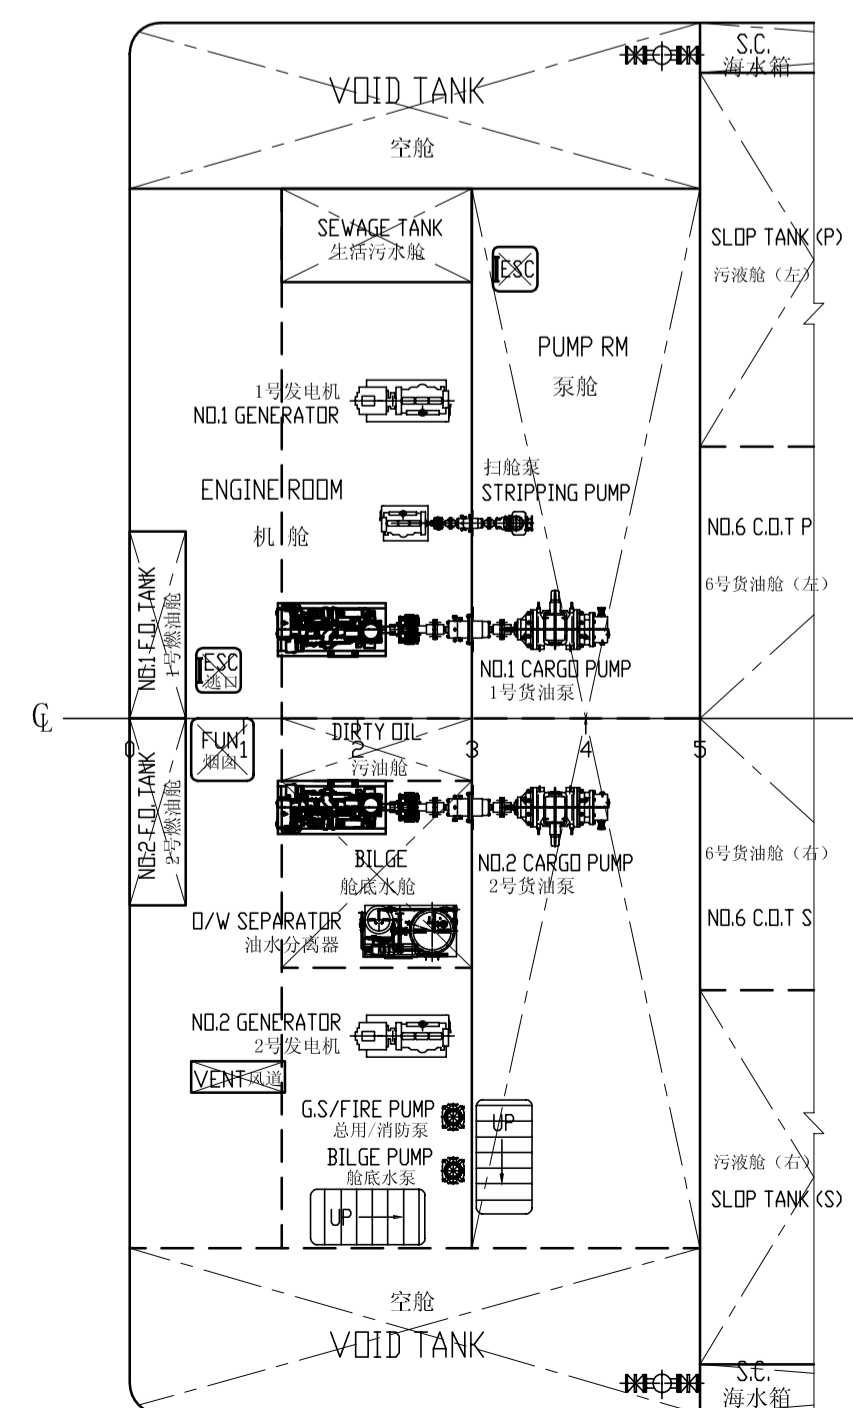 S.C.
海水箱
VOID TANK
空舱
SEWAGE TANK
生活污水舱
ESC
SLOP TANK (P)
污液舱（左）
PUMP RM
泵舱
1号发电机
NO.1 GENERATOR
扫舱泵
STRIPPING PUMP
ENGINE ROOM
机 舱
NO.6 C.O.T P
6号货油舱（左）
NO.1 F.O. TANK
1号燃油舱
ESC
逃口
NO.1 CARGO PUMP
1号货油泵
CL
0
1
2
3
4
5
FUN
烟囱
DIRTY OIL
污油舱
NO.2 F.O. TANK
2号燃油舱
BILGE
舱底水舱
NO.2 CARGO PUMP
2号货油泵
6号货油舱（右）
NO.6 C.O.T S
O/W SEPARATOR
油水分离器
NO.2 GENERATOR
2号发电机
VENT风道
G.S/FIRE PUMP
总用/消防泵
UP
BILGE PUMP
舱底水泵
UP
污液舱（右）
SLOP TANK (S)
空舱
VOID TANK
S.C.
海水箱